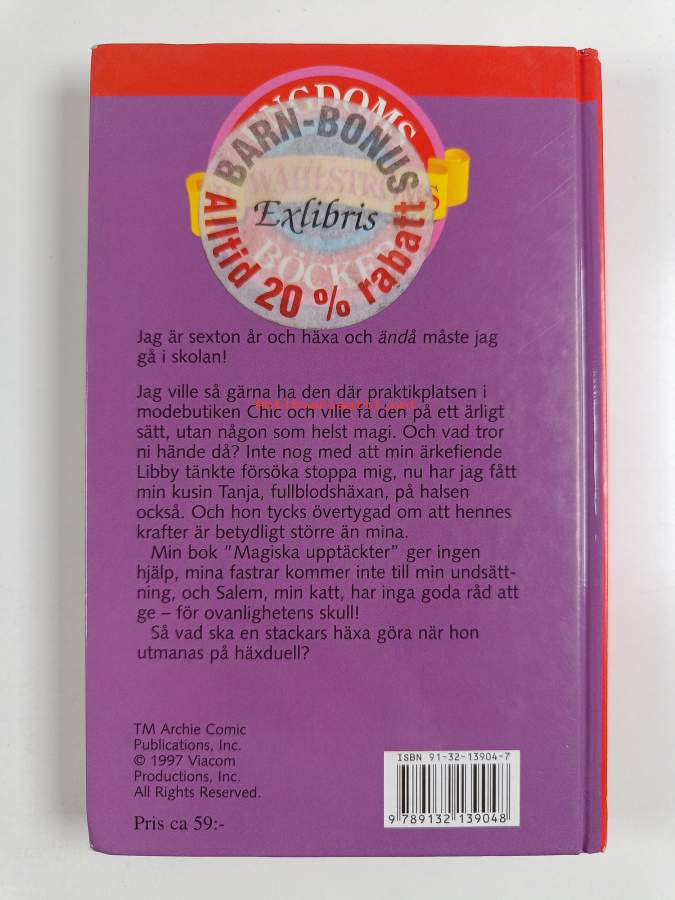 UNGDOMS
BARN-BONUS
WAHLSTRÖMS
Exlibris
BÖCKER
Alltid 20 % rabatt
Jag är sexton år och häxa och ändå måste jag
gå i skolan!
Jag ville så gärna ha den där praktikplatsen i
modebutiken Chic och ville få den på ett ärligt
sätt, utan någon som helst magi. Och vad tror
ni hände då? Inte nog med att min ärkefiende
Libby tänkte försöka stoppa mig, nu har jag fått
min kusin Tanja, fullblodshäxan, på halsen
också. Och hon tycks övertygad om att hennes
krafter är betydligt större än mina.
Min bok ”Magiska upptäckter” ger ingen
hjälp, mina fastrar kommer inte till min undsätt-
ning, och Salem, min katt, har inga goda råd att
ge – för ovanlighetens skull!
Så vad ska en stackars häxa göra när hon
utmanas på häxduell?
TM Archie Comic
Publications, Inc.
© 1997 Viacom
Productions, Inc.
All Rights Reserved.
Pris ca 59:-
ISBN 91-32-13904-7
9 789132 139048